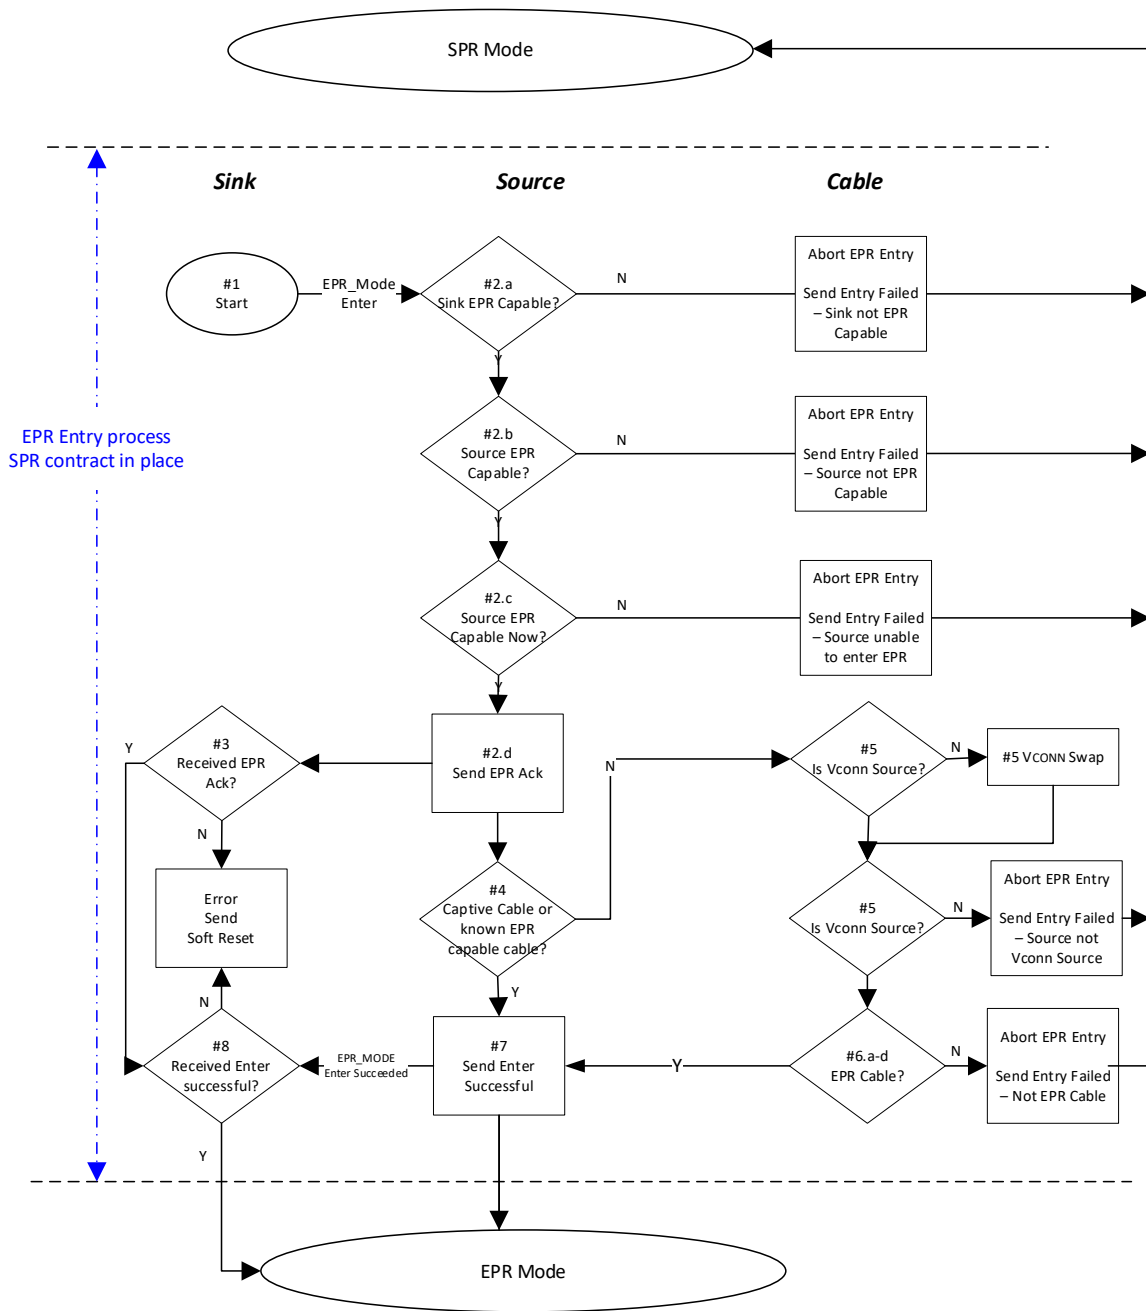 SPR Mode
Sink
Source
Cable
#1
Start
EPR_Mode
Enter
#2.a
Sink EPR Capable?
N
Abort EPR Entry
Send Entry Failed
– Sink not EPR
Capable
Y
EPR Entry process
SPR contract in place
#2.b
Source EPR
Capable?
N
Abort EPR Entry
Send Entry Failed
– Source not EPR
Capable
Y
#2.c
Source EPR
Capable Now?
N
Abort EPR Entry
Send Entry Failed
– Source unable
to enter EPR
Y
Y
#3
Received EPR
Ack?
N
#2.d
Send EPR Ack
N
#5
Is Vconn Source?
N
#5 VCONN Swap
Error
Send
Soft Reset
N
#4
Captive Cable or
known EPR
capable cable?
Y
#5
Is Vconn Source?
N
Abort EPR Entry
Send Entry Failed
– Source not
Vconn Source
#8
Received Enter
successful?
Y
EPR_MODE
Enter Succeeded
#7
Send Enter
Successful
Y
#6.a-d
EPR Cable?
N
Abort EPR Entry
Send Entry Failed
– Not EPR Cable
EPR Mode